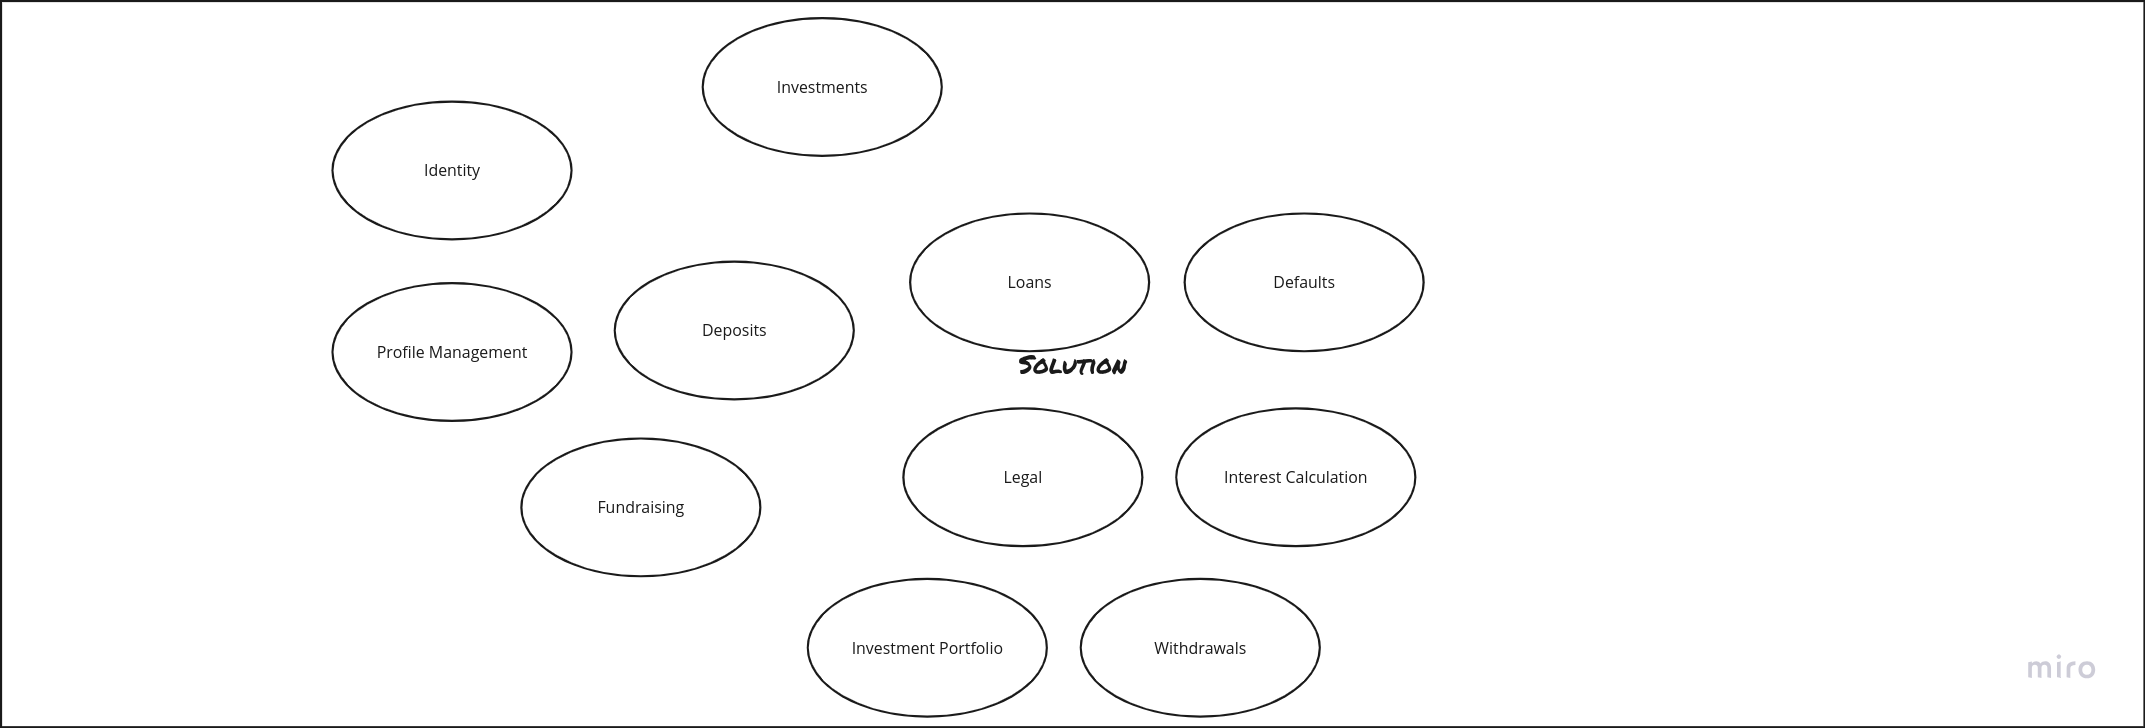 Investments
Identity
Loans
Defaults
Deposits
Profile Management
Solution
Legal
Interest Calculation
Fundraising
Investment Portfolio
Withdrawals
miro